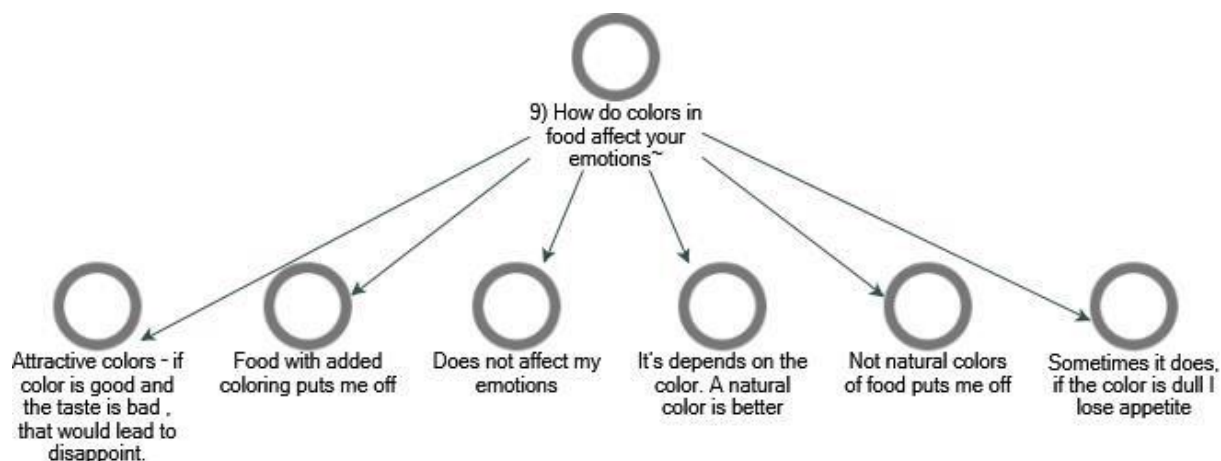 9) How do colors in
food affect your
emotions~
Attractive colors - if
color is good and
the taste is bad ,
that would lead to
disappoint.
Food with added
coloring puts me off
Does not affect my
emotions
It's depends on the
color. A natural
color is better
Not natural colors
of food puts me off
Sometimes it does,
if the color is dull I
lose appetite